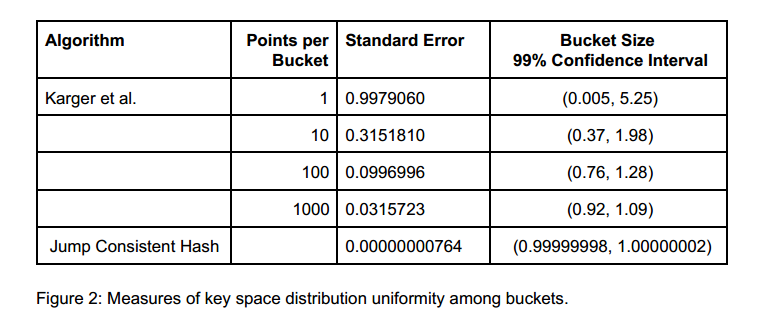 Algorithm Points per Bucket Standard Error Bucket Size 99% Confidence Interval
Karger et al. 1 0.9979060 (0.005, 5.25)
10 0.3151810 (0.37, 1.98)
100 0.0996996 (0.76, 1.28)
1000 0.0315723 (0.92, 1.09)
Jump Consistent Hash 0.00000000764 (0.99999998, 1.00000002)
Figure 2: Measures of key space distribution uniformity among buckets.